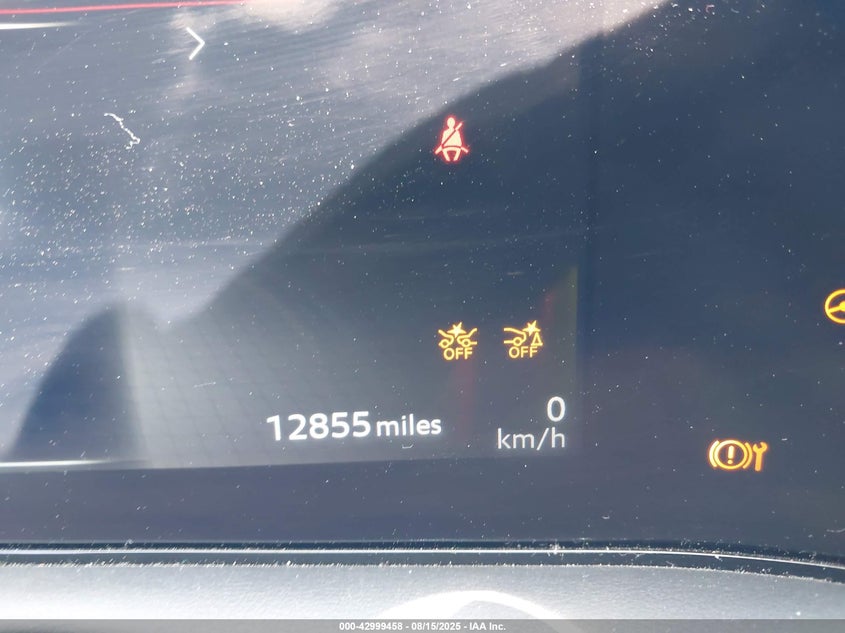 OFF OFF
12855 miles
0
km/h
000-42999458 - 08/15/2025 - IAA Inc.